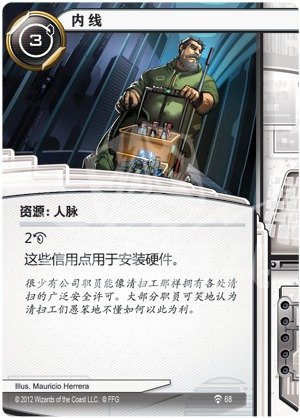 内线
3
资源：人脉
2
这些信用点用于安装硬件。
很少有公司职员能像清扫工那样拥有各处清
扫的广泛安全许可。大部分职员可笑地认为
清扫工们愚笨地不懂如何以此为利。
Illus. Mauricio Herrera
© 2012 Wizards of the Coast LLC. © FFG
68